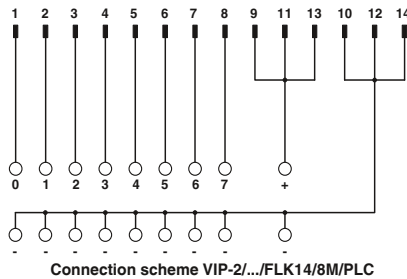 1 2 3 4 5 6 7 8 9 11 13 10 12 14
0 1 2 3 4 5 6 7 +
- - - - - - - - -
Connection scheme VIP-2/.../FLK14/8M/PLC